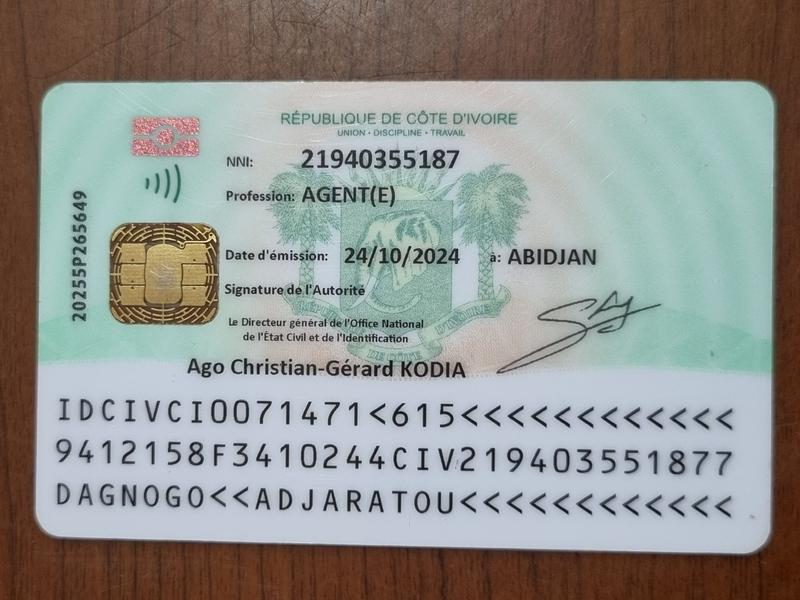 RÉPUBLIQUE DE CÔTE D'IVOIRE
UNION - DISCIPLINE - TRAVAIL
NNI: 21940355187
Profession: AGENT(E)
20255P265649
Date d'émission: 24/10/2024 à: ABIDJAN
Signature de l'Autorité
Le Directeur général de l'Office National
de l'État Civil et de l'Identification
Ago Christian-Gérard KODIA
IDCIVCI0071471<615<<<<<<<<<<<<
9412158F3410244CIV219403551877
DAGNOGO<<ADJARATOU<<<<<<<<<<<<